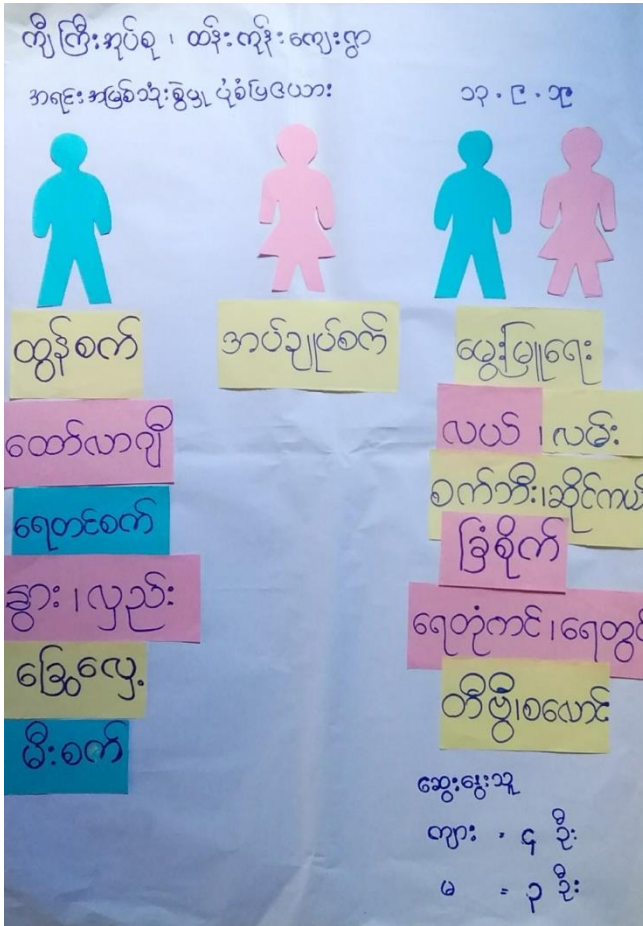 ကျီကြီးအုပ်စု ၊ ထန်းကုန်းကျေးရွာ
အရင်းအမြစ်သုံးစွဲမှု ပုံစံပြဇယား ၁၃.၉.၁၉
ထွန်စက်
ထော်လာဂျီ
ရေတင်စက်
နွား ၊ လှည်း
ခြွေလှေ့
မီးစက်
အပ်ချုပ်စက်
မွေးမြူရေး
လယ် ၊ လမ်း
စက်ဘီး၊ဆိုင်ကယ်
ခြံစိုက်
ရေတုံကင်၊ရေတွင်
တီဗွီ၊စလောင်း
ဆွေးနွေးသူ
ကျား - ၄ ဦး
မ = ၃ ဦး